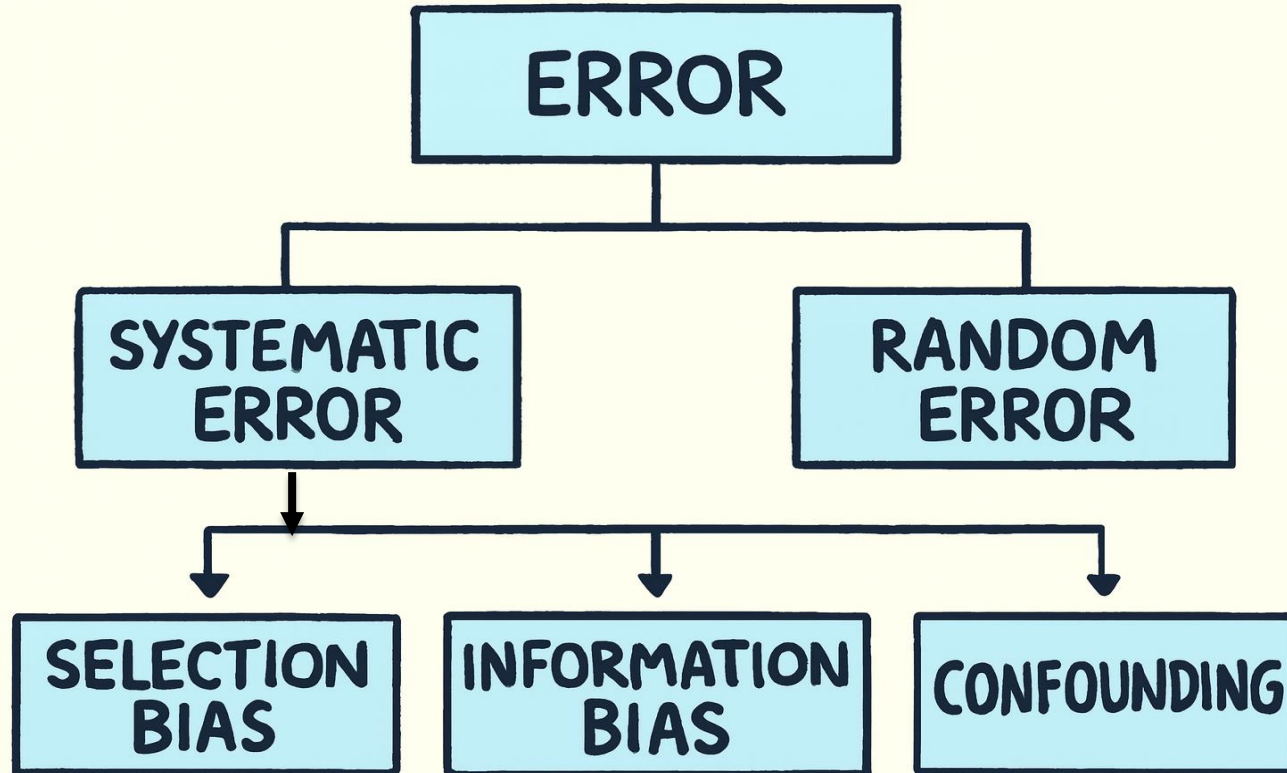 ERROR
SYSTEMATIC
ERROR
RANDOM
ERROR
SELECTION
BIAS
INFORMATION
BIAS
CONFOUNDING